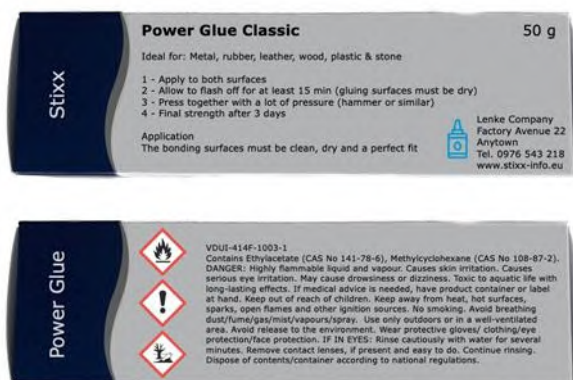 Stixx
Power Glue Classic
50 g
Ideal for: Metal, rubber, leather, wood, plastic & stone
1 - Apply to both surfaces
2 - Allow to flash off for at least 15 min (gluing surfaces must be dry)
3 - Press together with a lot of pressure (hammer or similar)
4 - Final strength after 3 days
Application
The bonding surfaces must be clean, dry and a perfect fit
Lenke Company
Factory Avenue 22
Anytown
Tel. 0976 543 218
www.stixx-info.eu
Power Glue
VDUI-414F-1003-1
Contains Ethylacetate (CAS No 141-78-6), Methylcyclohexane (CAS No 108-87-2).
DANGER: Highly flammable liquid and vapour. Causes skin irritation. Causes
serious eye irritation. May cause drowsiness or dizziness. Toxic to aquatic life with
long-lasting effects. If medical advice is needed, have product container or label
at hand. Keep out of reach of children. Keep away from heat, hot surfaces,
sparks, open flames and other ignition sources. No smoking. Avoid breathing
dust/fume/gas/mist/vapours/spray. Use only outdoors or in a well-ventilated
area. Avoid release to the environment. Wear protective gloves/ clothing/eye
protection/face protection. IF IN EYES: Rinse cautiously with water for several
minutes. Remove contact lenses, if present and easy to do. Continue rinsing.
Dispose of contents/container according to national regulations.